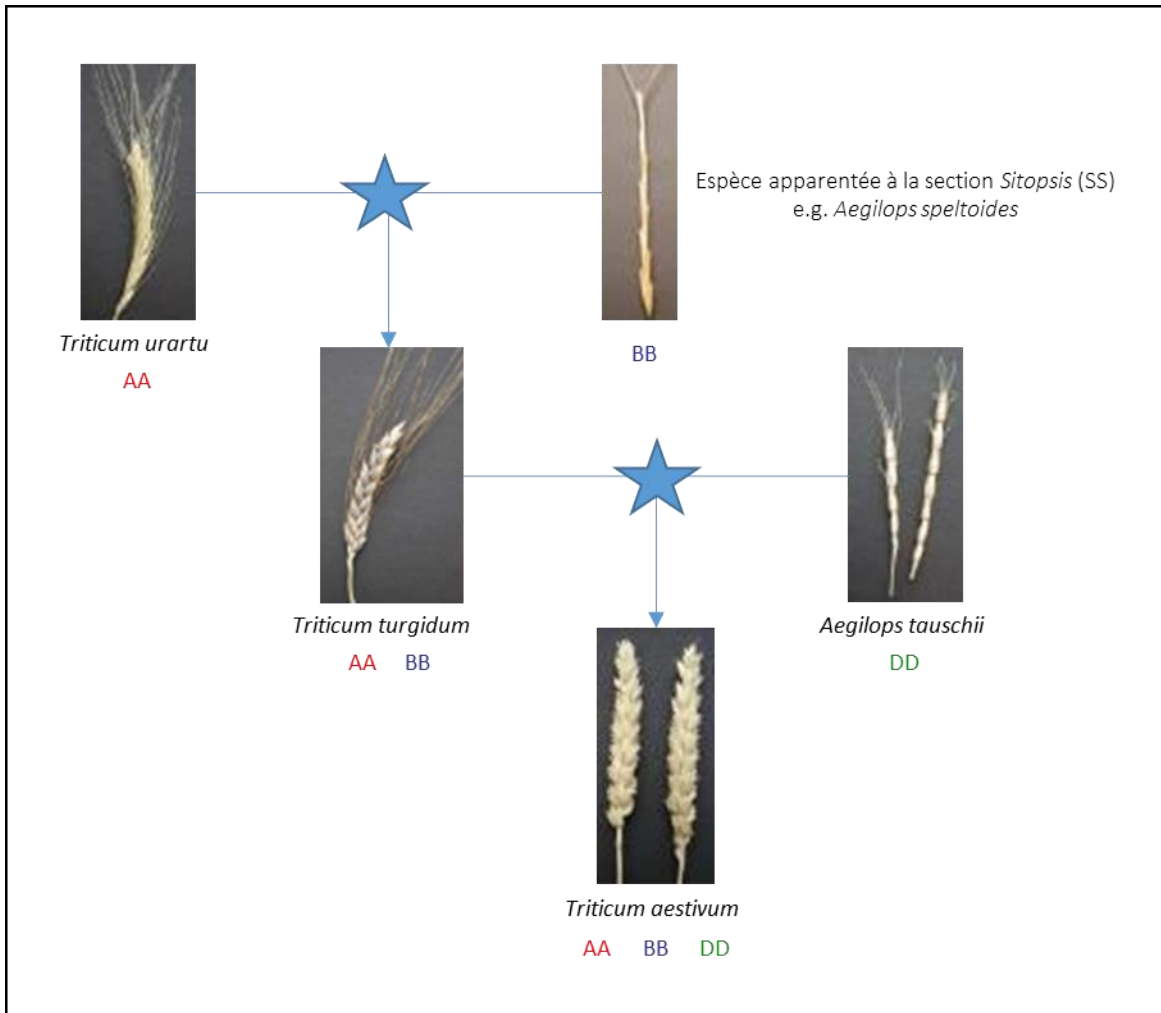 Espèce apparentée à la section Sitopsis (SS)
e.g. Aegilops speltoides
Triticum urartu
AA
BB
Triticum turgidum
AA BB
Aegilops tauschii
DD
Triticum aestivum
AA BB DD